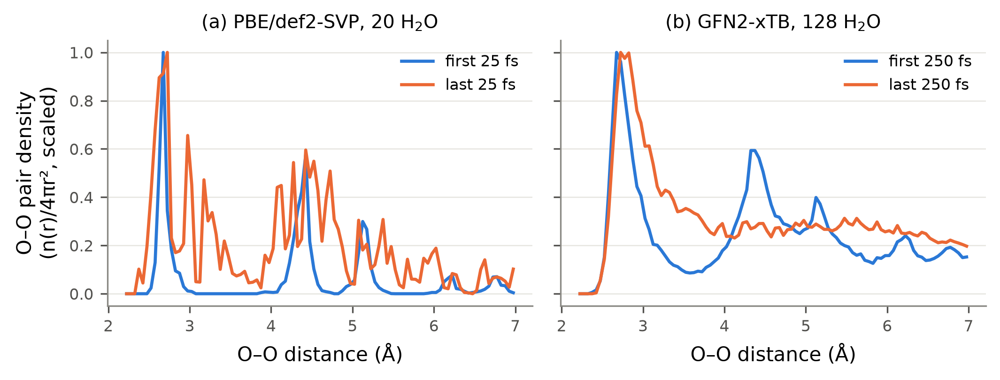 (a) PBE/def2-SVP, 20 H₂O
O–O pair density
(n(r)/4πr², scaled)
1.0
0.8
0.6
0.4
0.2
0.0
first 25 fs
last 25 fs
2 3 4 5 6 7
O–O distance (Å)
(b) GFN2-xTB, 128 H₂O
first 250 fs
last 250 fs
2 3 4 5 6 7
O–O distance (Å)